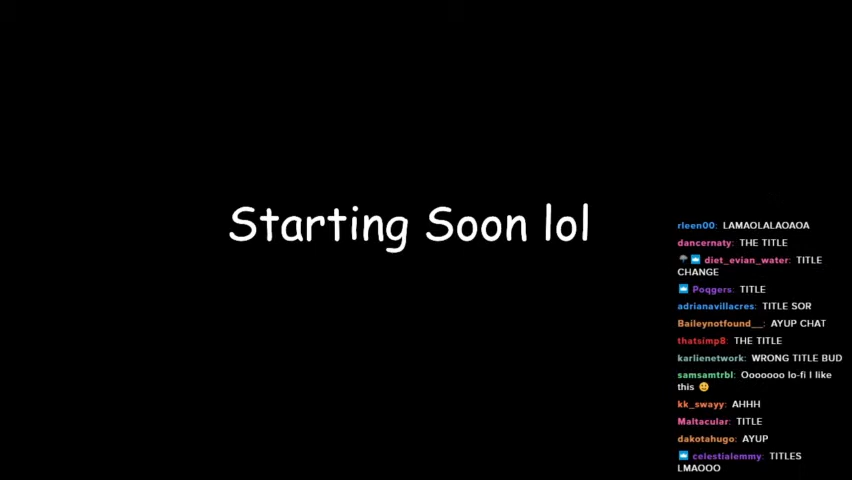 Starting Soon lol
rleen00: LAMAOLALAOAOA
dancernaty: THE TITLE
diet_evian_water: TITLE
CHANGE
Poqgers: TITLE
adrianavillacres: TITLE SOR
Baileynotfound__: AYUP CHAT
thatsimp8: THE TITLE
karlienetwork: WRONG TITLE BUD
samsamtrbl: Ooooooo lo-fi I like
this 🙂
kk_swayy: AHHH
Maltacular: TITLE
dakotahugo: AYUP
celestialemmy: TITLES
LMAOOO